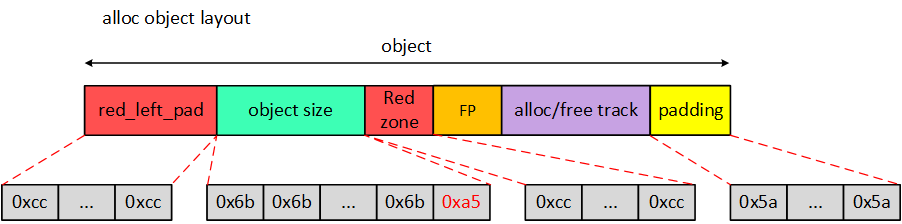 alloc object layout
object
red_left_pad object size Red zone FP alloc/free track padding
0xcc ... 0xcc 0x6b 0x6b ... 0x6b 0xa5 0xcc ... 0xcc 0x5a ... 0x5a